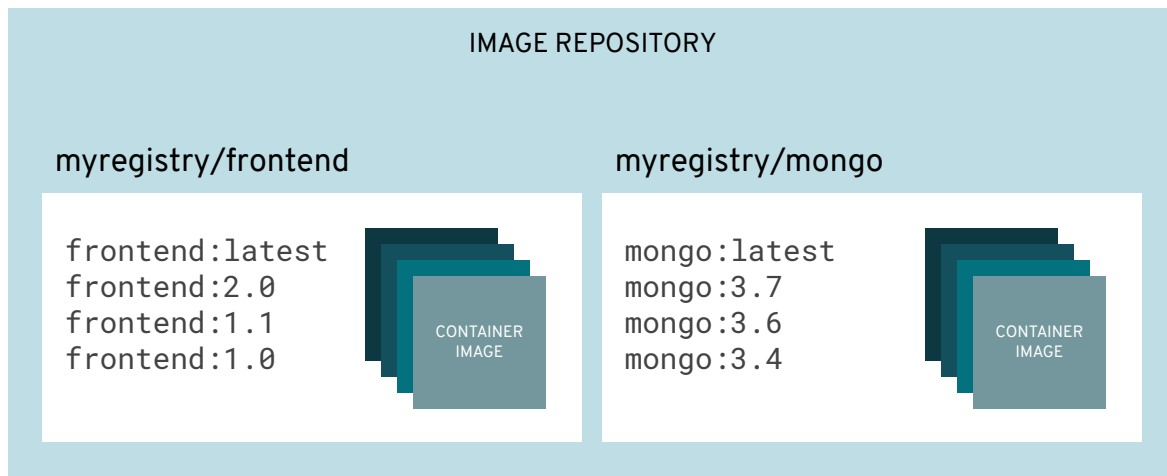 IMAGE REPOSITORY
myregistry/frontend
frontend:latest
frontend:2.0
frontend:1.1
frontend:1.0
CONTAINER
IMAGE
myregistry/mongo
mongo:latest
mongo:3.7
mongo:3.6
mongo:3.4
CONTAINER
IMAGE